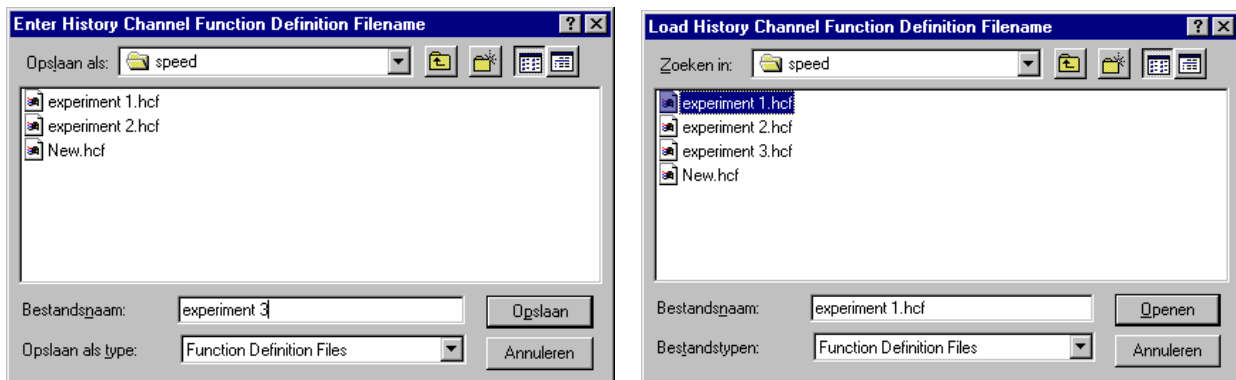 Enter History Channel Function Definition Filename
Opslaan als: speed
experiment 1.hcf
experiment 2.hcf
New.hcf
Bestandsnaam: experiment 3 Opslaan
Opslaan als type: Function Definition Files Annuleren
Load History Channel Function Definition Filename
Zoeken in: speed
experiment 1.hcf
experiment 2.hcf
experiment 3.hcf
New.hcf
Bestandsnaam: experiment 1.hcf Openen
Bestandstypen: Function Definition Files Annuleren